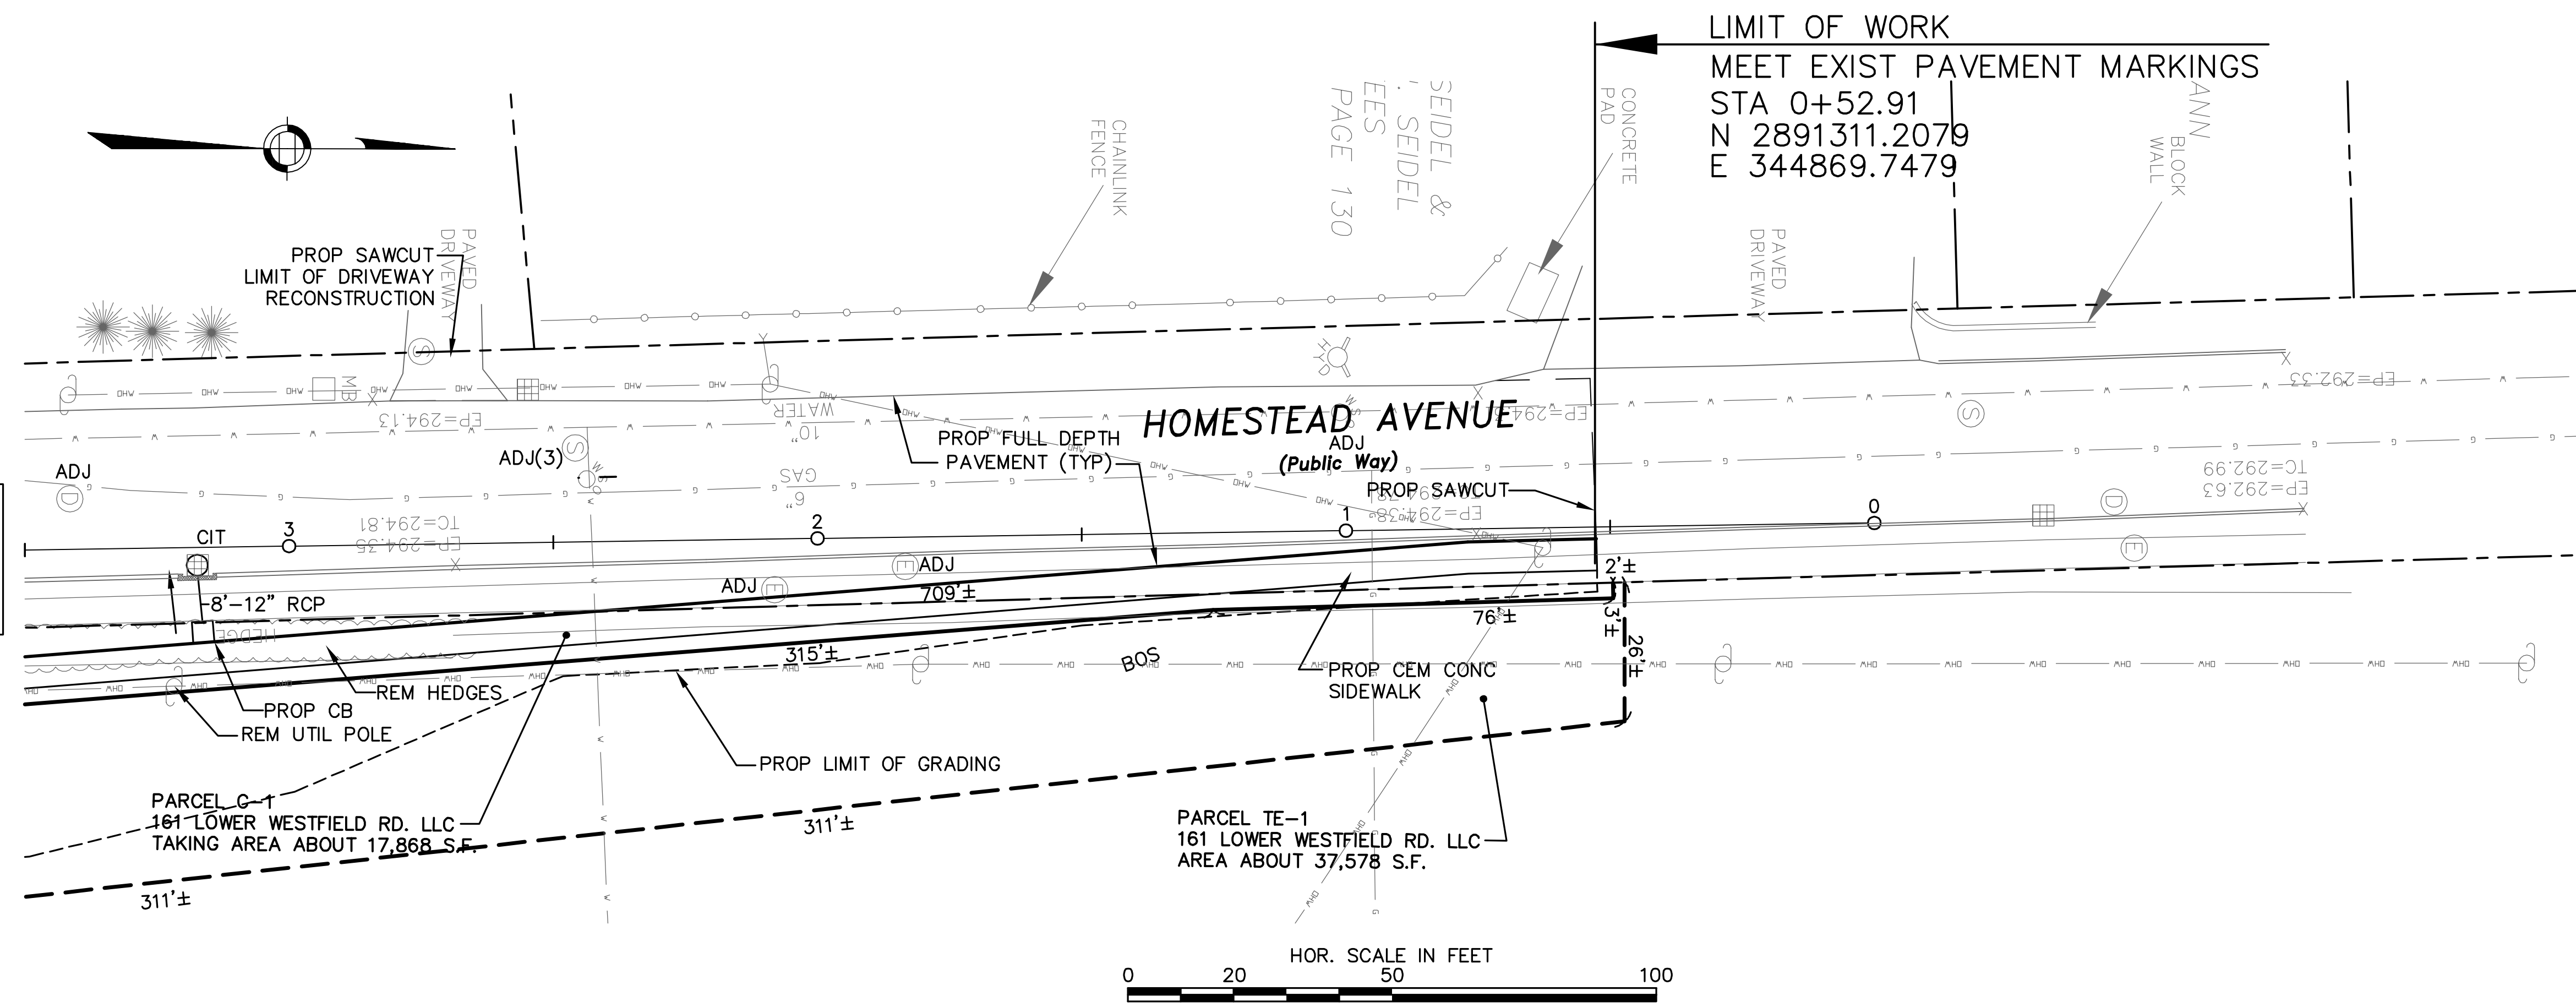 LIMIT OF WORK
MEET EXIST PAVEMENT MARKINGS
STA 0+52.91
N 2891311.2079
E 344869.7479
SEIDEL &
. SEIDEL
EES
PAGE 130
CONCRETE
PAD
ANN
BLOCK
WALL
CHAINLINK
FENCE
PAVED
DRIVEWAY
PROP SAWCUT
LIMIT OF DRIVEWAY
RECONSTRUCTION
PAVED
DRIVEWAY
HYD
MB
EP=292.33
EP=294.13
10"
WATER
HOMESTEAD AVENUE
ADJ
(Public Way)
PROP FULL DEPTH
PAVEMENT (TYP)
ADJ(3)
ADJ
6"
GAS
PROP SAWCUT
TC=292.99
EP=292.63
TC=294.81
EP=294.35
EP=294.38
CIT
3
2
1
0
ADJ
ADJ
709'±
2'±
8'-12" RCP
HEDGE
76'±
3'±
26'±
315'±
BOS
PROP CEM CONC
SIDEWALK
REM HEDGES
PROP CB
REM UTIL POLE
PROP LIMIT OF GRADING
PARCEL C-1
161 LOWER WESTFIELD RD. LLC
TAKING AREA ABOUT 17,868 S.F.
311'±
311'±
PARCEL TE-1
161 LOWER WESTFIELD RD. LLC
AREA ABOUT 37,578 S.F.
HOR. SCALE IN FEET
0 20 50 100